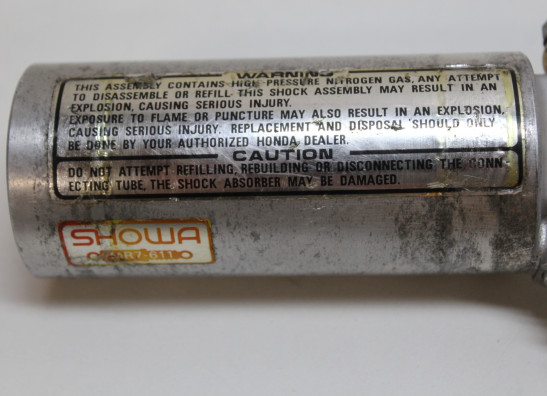 WARNING
THIS ASSEMBLY CONTAINS HIGH PRESSURE NITROGEN GAS, ANY ATTEMPT
TO DISASSEMBLE OR REFILL THIS SHOCK ASSEMBLY MAY RESULT IN AN
EXPLOSION, CAUSING SERIOUS INJURY.
EXPOSURE TO FLAME OR PUNCTURE MAY ALSO RESULT IN AN EXPLOSION,
CAUSING SERIOUS INJURY. REPLACEMENT AND DISPOSAL SHOULD ONLY
BE DONE BY YOUR AUTHORIZED HONDA DEALER.
CAUTION
DO NOT ATTEMPT REFILLING, REBUILDING OR DISCONNECTING THE CONN-
ECTING TUBE, THE SHOCK ABSORBER MAY BE DAMAGED.
SHOWA